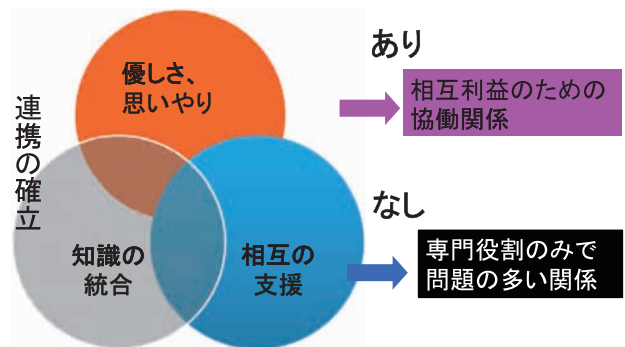 連携の確立
優しさ、
思いやり
知識の
統合
相互の
支援
あり
相互利益のための
協働関係
なし
専門役割のみで
問題の多い関係